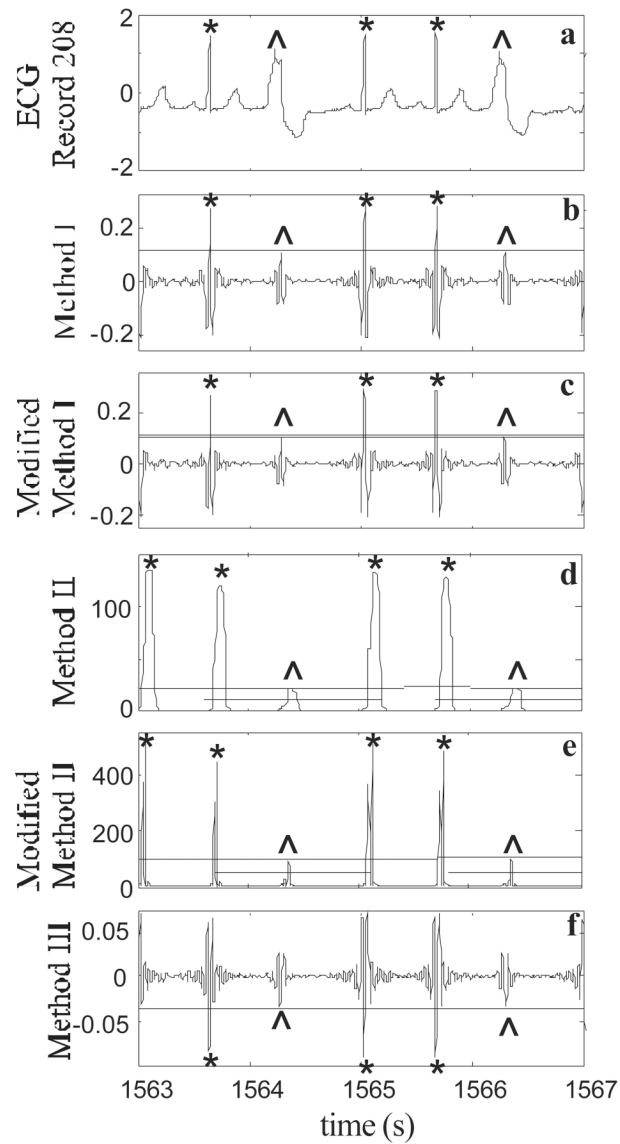 ECG
Record 208
2
0
-2
* ^ * * ^
a
Method I
0.2
0
-0.2
* ^ * * ^
b
Modified
Method I
0.2
0
-0.2
* ^ * * ^
c
Method II
100
0
* * ^ * * ^
d
Modified
Method II
400
200
0
* * ^ * * ^
e
Method III
0.05
0
-0.05
^ ^
* * *
f
1563 1564 1565 1566 1567
time (s)